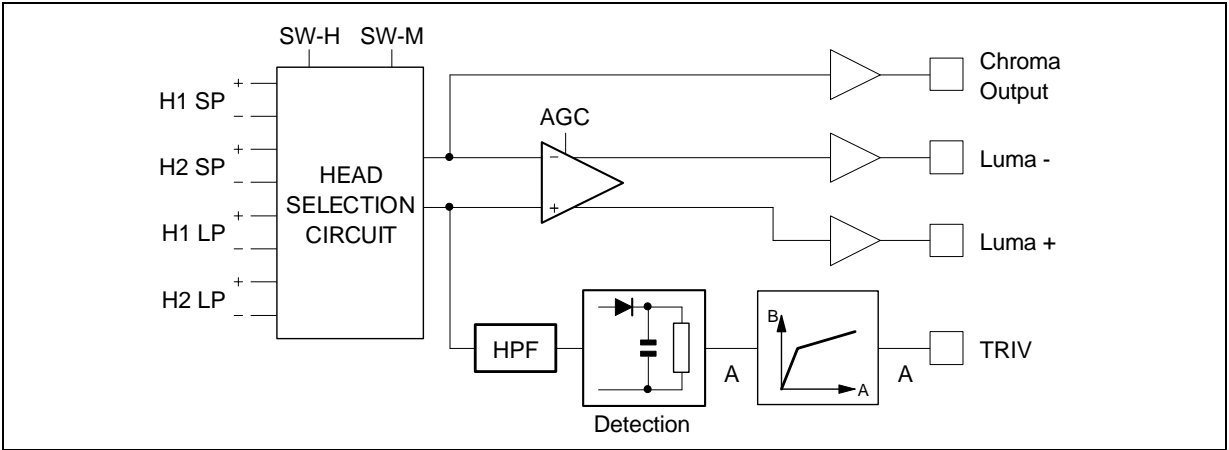 SW-H SW-M
H1 SP + -
H2 SP + -
H1 LP + -
H2 LP + -
HEAD
SELECTION
CIRCUIT
AGC
-
+
Chroma
Output
Luma -
Luma +
HPF
Detection
A
B
A
A
TRIV